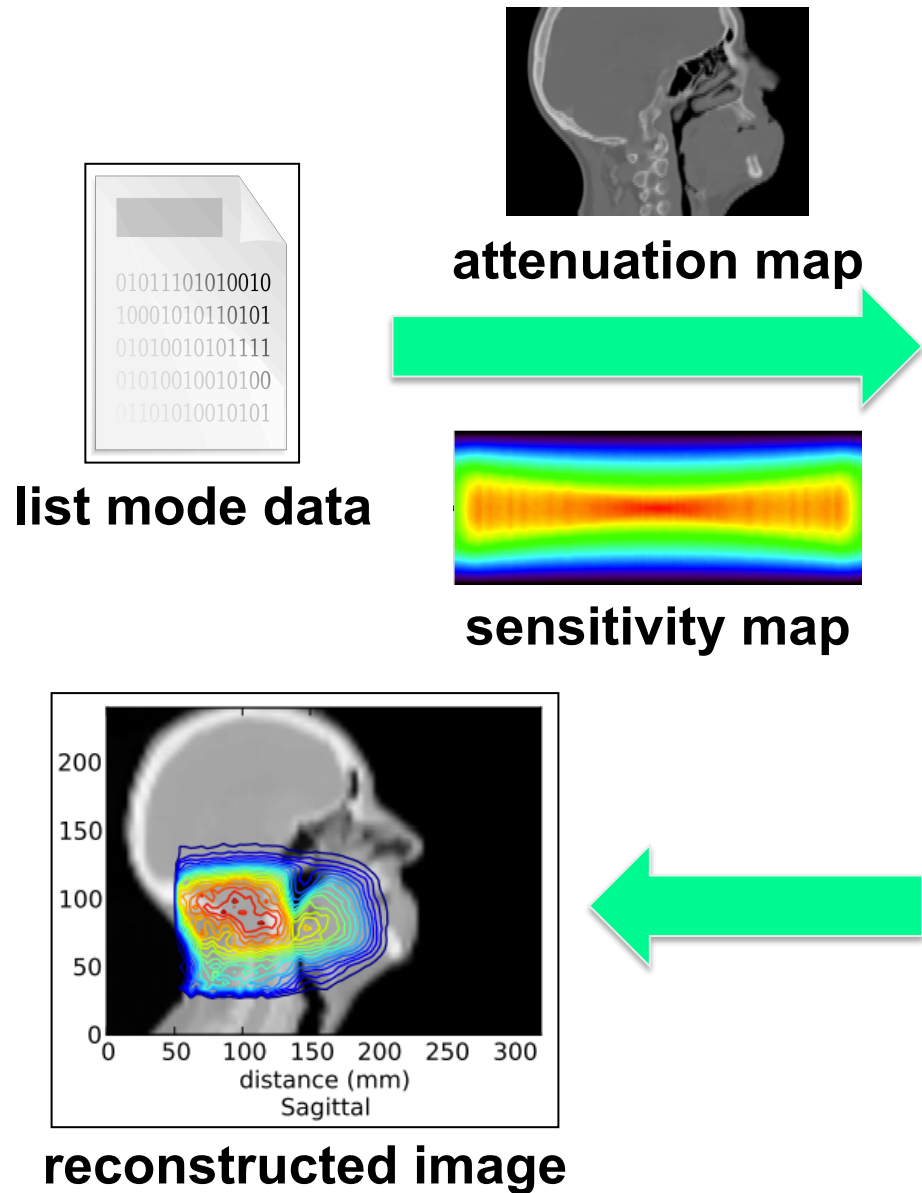 attenuation map
01011101010010
10001010110101
01010010101111
01010010010100
01101010010101
list mode data
sensitivity map
200
150
100
50
0
0 50 100 150 200 250 300
distance (mm)
Sagittal
reconstructed image